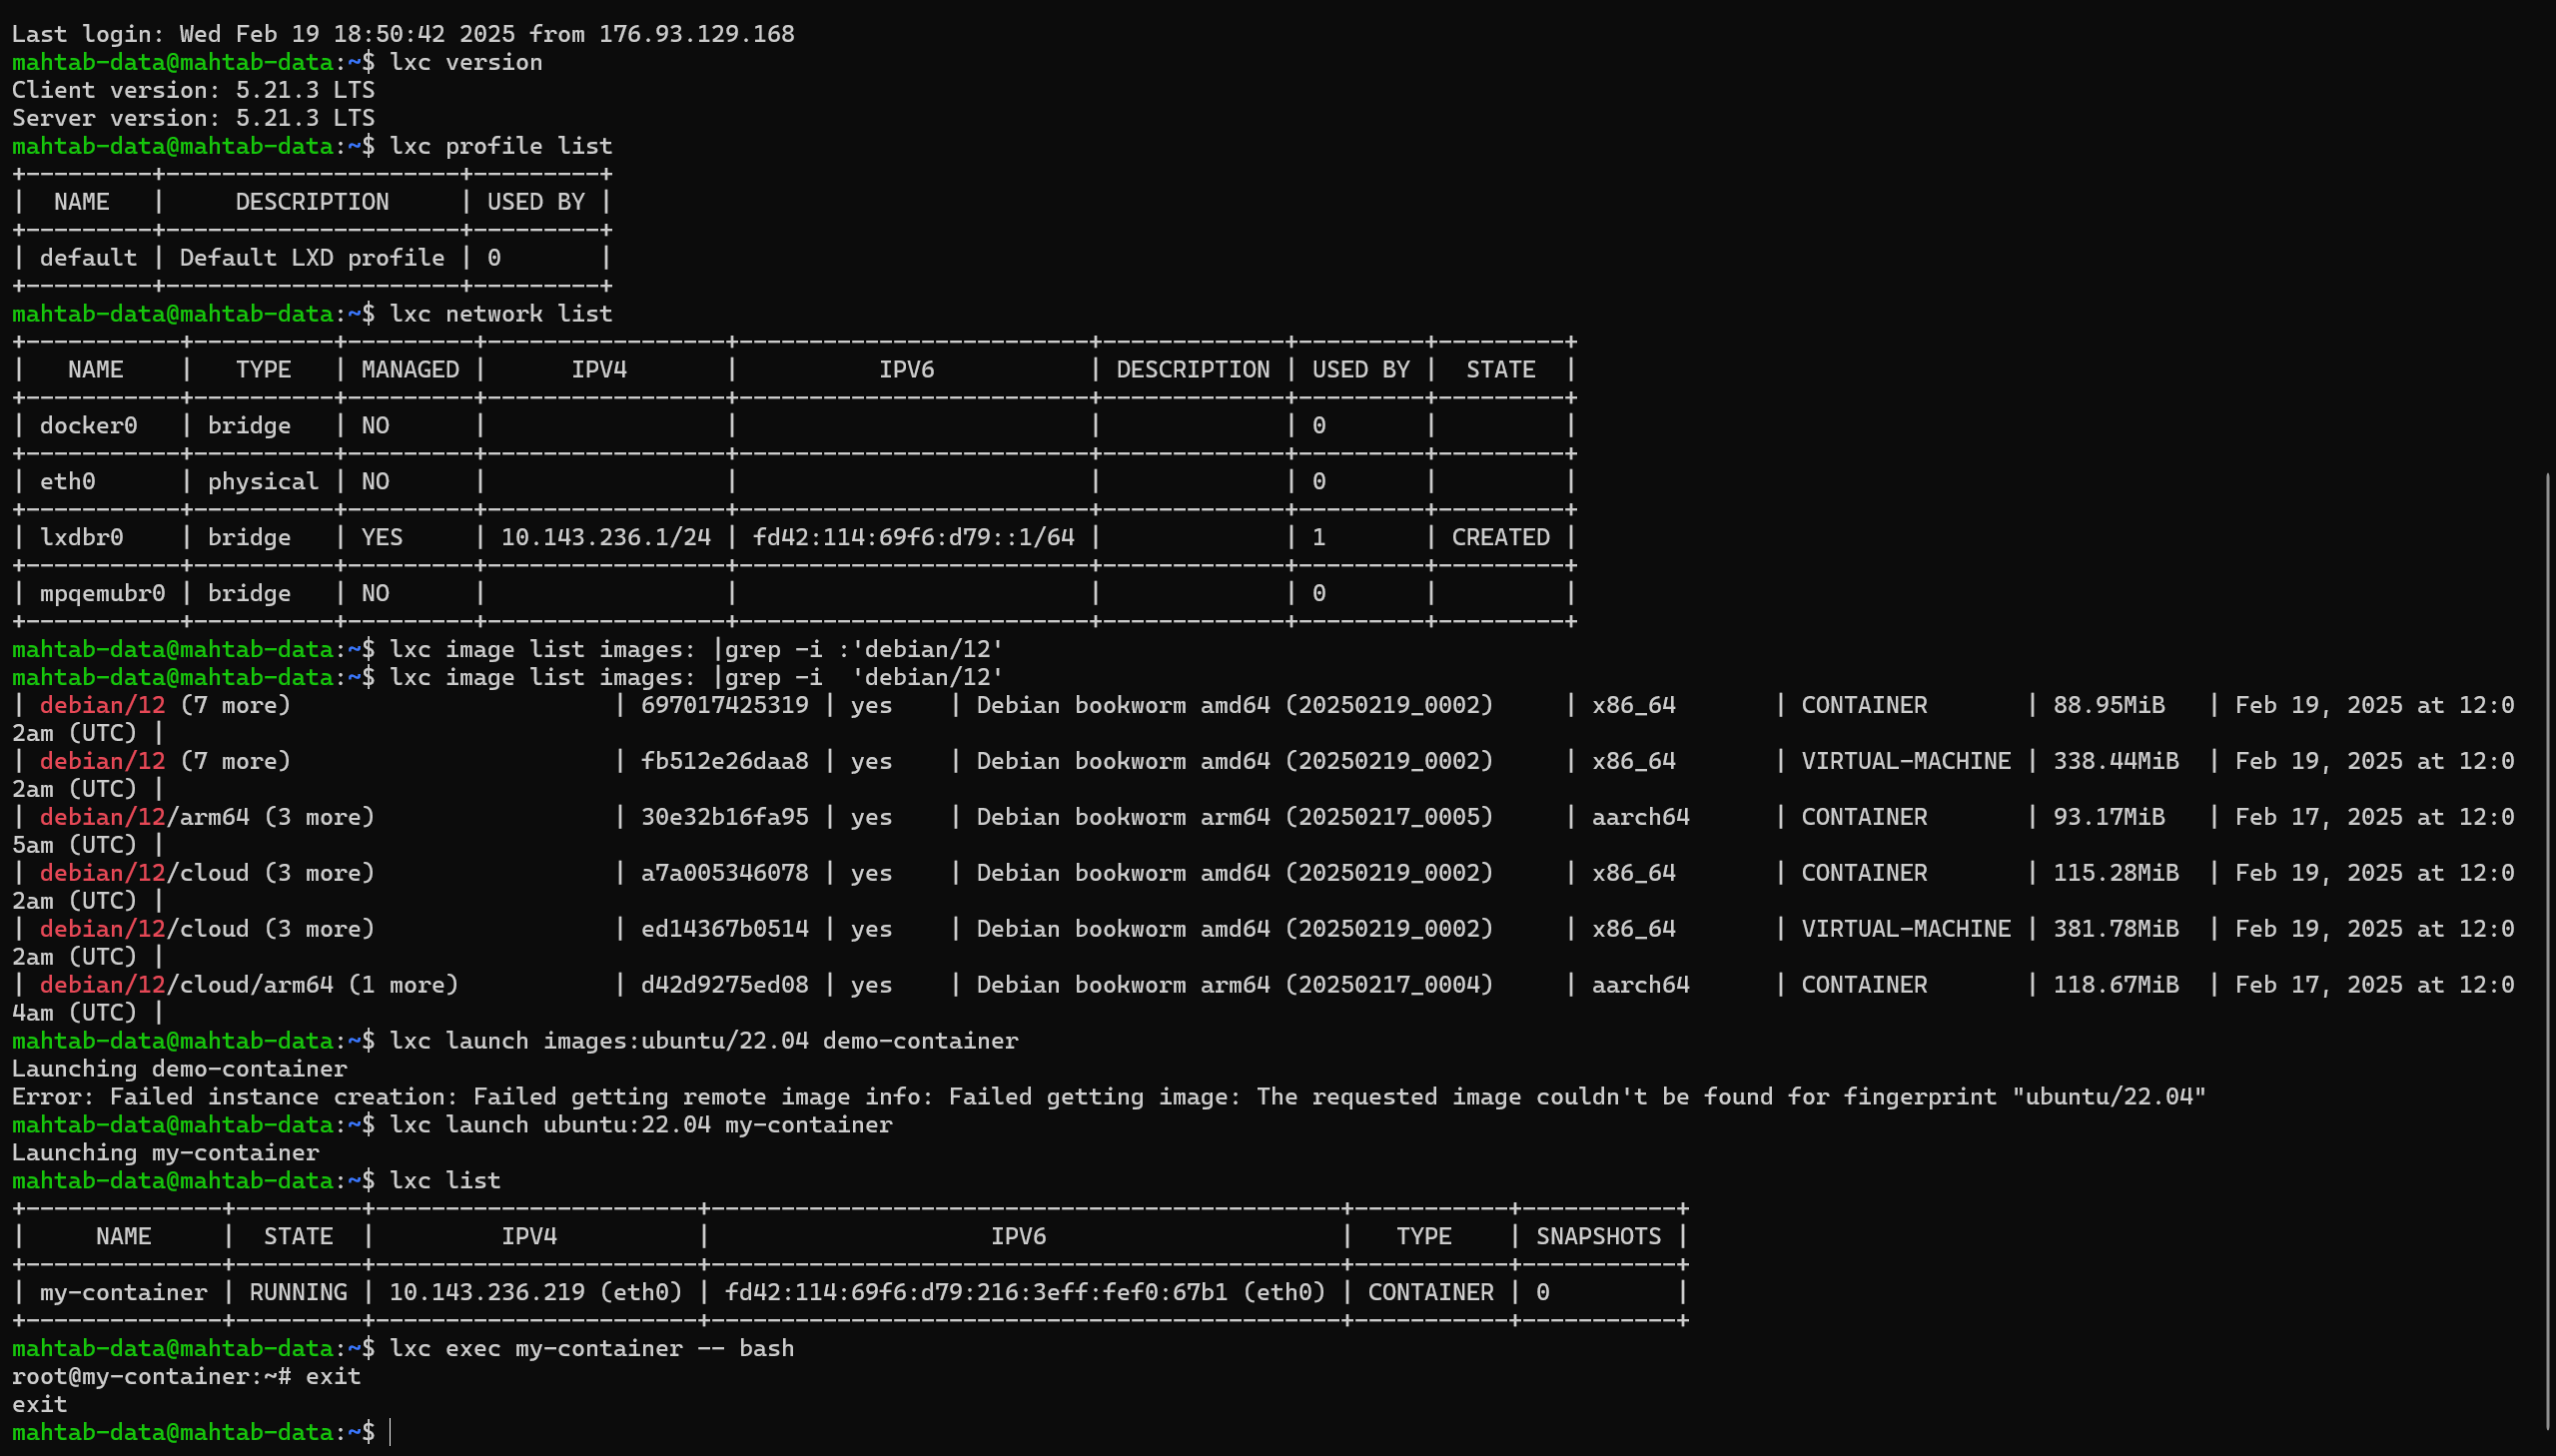 Last login: Wed Feb 19 18:50:42 2025 from 176.93.129.168
mahtab-data@mahtab-data:~$ lxc version
Client version: 5.21.3 LTS
Server version: 5.21.3 LTS
mahtab-data@mahtab-data:~$ lxc profile list
+---------+---------------------+---------+
|  NAME   |     DESCRIPTION     | USED BY |
+---------+---------------------+---------+
| default | Default LXD profile | 0       |
+---------+---------------------+---------+
mahtab-data@mahtab-data:~$ lxc network list
+-----------+----------+---------+-----------------+-------------------------+-------------+---------+---------+
|   NAME    |   TYPE   | MANAGED |      IPV4       |          IPV6           | DESCRIPTION | USED BY |  STATE  |
+-----------+----------+---------+-----------------+-------------------------+-------------+---------+---------+
| docker0   | bridge   | NO      |                 |                         |             | 0       |         |
+-----------+----------+---------+-----------------+-------------------------+-------------+---------+---------+
| eth0      | physical | NO      |                 |                         |             | 0       |         |
+-----------+----------+---------+-----------------+-------------------------+-------------+---------+---------+
| lxdbr0    | bridge   | YES     | 10.143.236.1/24 | fd42:114:69f6:d79::1/64 |             | 1       | CREATED |
+-----------+----------+---------+-----------------+-------------------------+-------------+---------+---------+
| mpqemubr0 | bridge   | NO      |                 |                         |             | 0       |         |
+-----------+----------+---------+-----------------+-------------------------+-------------+---------+---------+
mahtab-data@mahtab-data:~$ lxc image list images: |grep -i :'debian/12'
mahtab-data@mahtab-data:~$ lxc image list images: |grep -i  'debian/12'
| debian/12 (7 more)                       | 697017425319 | yes    | Debian bookworm amd64 (20250219_0002)     | x86_64       | CONTAINER       | 88.95MiB   | Feb 19, 2025 at 12:0
2am (UTC) |
| debian/12 (7 more)                       | fb512e26daa8 | yes    | Debian bookworm amd64 (20250219_0002)     | x86_64       | VIRTUAL-MACHINE | 338.44MiB  | Feb 19, 2025 at 12:0
2am (UTC) |
| debian/12/arm64 (3 more)                 | 30e32b16fa95 | yes    | Debian bookworm arm64 (20250217_0005)     | aarch64      | CONTAINER       | 93.17MiB   | Feb 17, 2025 at 12:0
5am (UTC) |
| debian/12/cloud (3 more)                 | a7a005346078 | yes    | Debian bookworm amd64 (20250219_0002)     | x86_64       | CONTAINER       | 115.28MiB  | Feb 19, 2025 at 12:0
2am (UTC) |
| debian/12/cloud (3 more)                 | ed14367b0514 | yes    | Debian bookworm amd64 (20250219_0002)     | x86_64       | VIRTUAL-MACHINE | 381.78MiB  | Feb 19, 2025 at 12:0
2am (UTC) |
| debian/12/cloud/arm64 (1 more)           | d42d9275ed08 | yes    | Debian bookworm arm64 (20250217_0004)     | aarch64      | CONTAINER       | 118.67MiB  | Feb 17, 2025 at 12:0
4am (UTC) |
mahtab-data@mahtab-data:~$ lxc launch images:ubuntu/22.04 demo-container
Launching demo-container
Error: Failed instance creation: Failed getting remote image info: Failed getting image: The requested image couldn't be found for fingerprint "ubuntu/22.04"
mahtab-data@mahtab-data:~$ lxc launch ubuntu:22.04 my-container
Launching my-container
mahtab-data@mahtab-data:~$ lxc list
+--------------+---------+-----------------------+---------------------------------------------+-----------+-----------+
|     NAME     |  STATE  |         IPV4          |                    IPV6                     |   TYPE    | SNAPSHOTS |
+--------------+---------+-----------------------+---------------------------------------------+-----------+-----------+
| my-container | RUNNING | 10.143.236.219 (eth0) | fd42:114:69f6:d79:216:3eff:fef0:67b1 (eth0) | CONTAINER | 0         |
+--------------+---------+-----------------------+---------------------------------------------+-----------+-----------+
mahtab-data@mahtab-data:~$ lxc exec my-container -- bash
root@my-container:~# exit
exit
mahtab-data@mahtab-data:~$